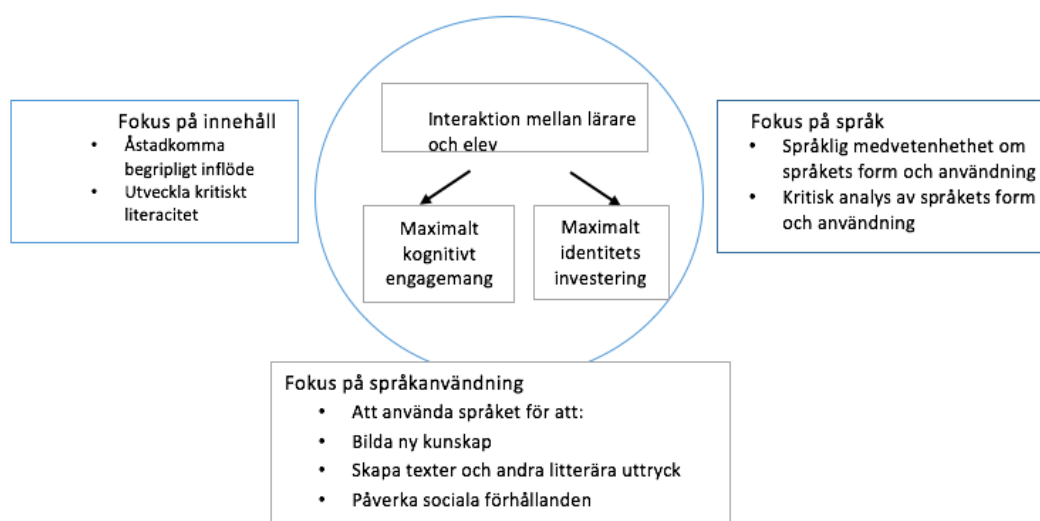 Interaktion mellan lärare
och elev
Fokus på innehåll
• Åstadkomma
begripligt inflöde
• Utveckla kritiskt
literacitet
Fokus på språk
• Språklig medvetenhethet om
språkets form och användning
• Kritisk analys av språkets form
och användning
Maximalt
kognitivt
engagemang
Maximalt
identitets
investering
Fokus på språkanvändning
• Att använda språket för att:
• Bilda ny kunskap
• Skapa texter och andra litterära uttryck
• Påverka sociala förhållanden